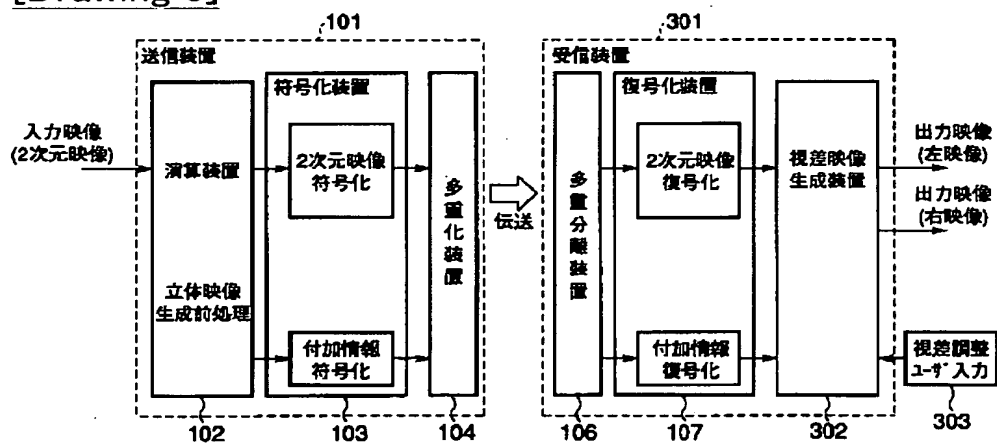 [Drawing 3]
101
301
送信装置
受信装置
入力映像
(2次元映像)
演算装置
立体映像
生成前処理
符号化装置
2次元映像
符号化
付加情報
符号化
多重化装置
伝送
多重分離装置
復号化装置
2次元映像
復号化
付加情報
復号化
視差映像
生成装置
出力映像
(左映像)
出力映像
(右映像)
視差調整
ユーザ入力
102
103
104
106
107
302
303